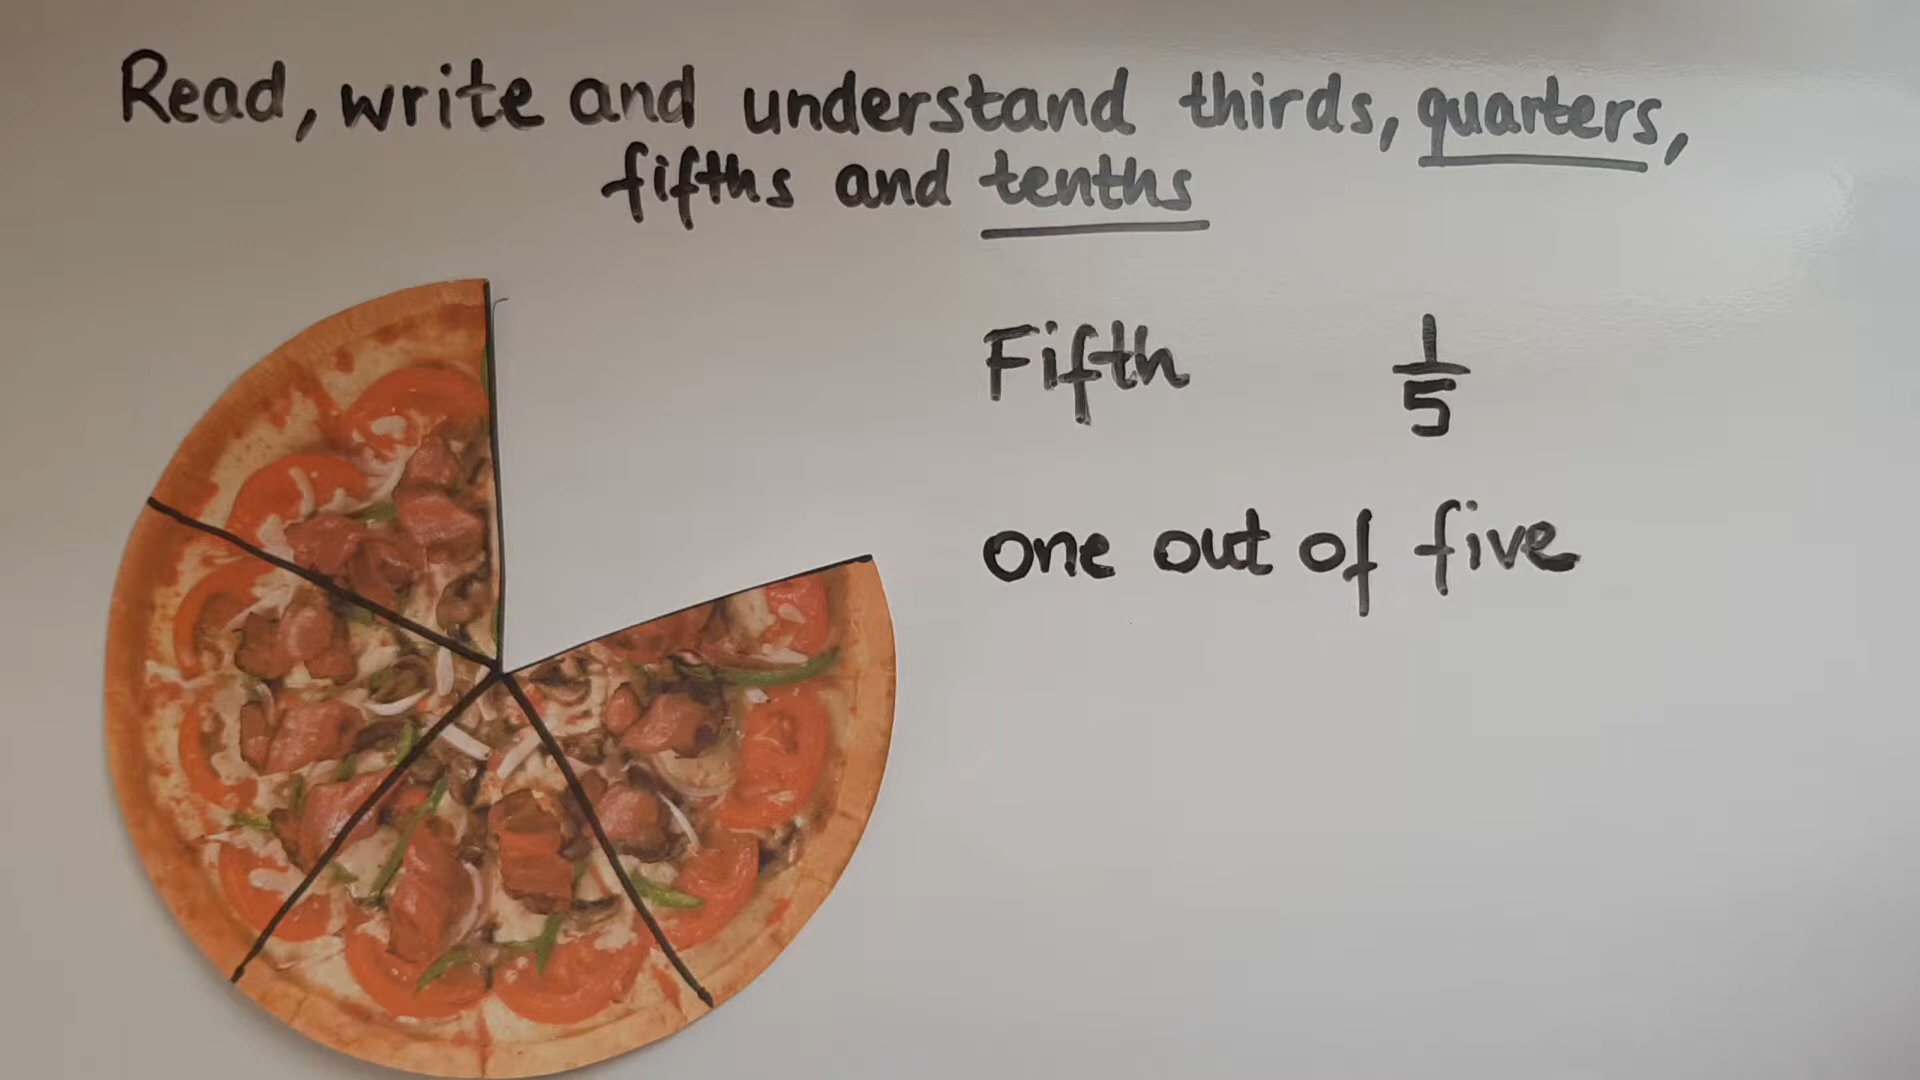 Read, write and understand thirds, quarters,
fifths and tenths
Fifth 1/5
one out of five